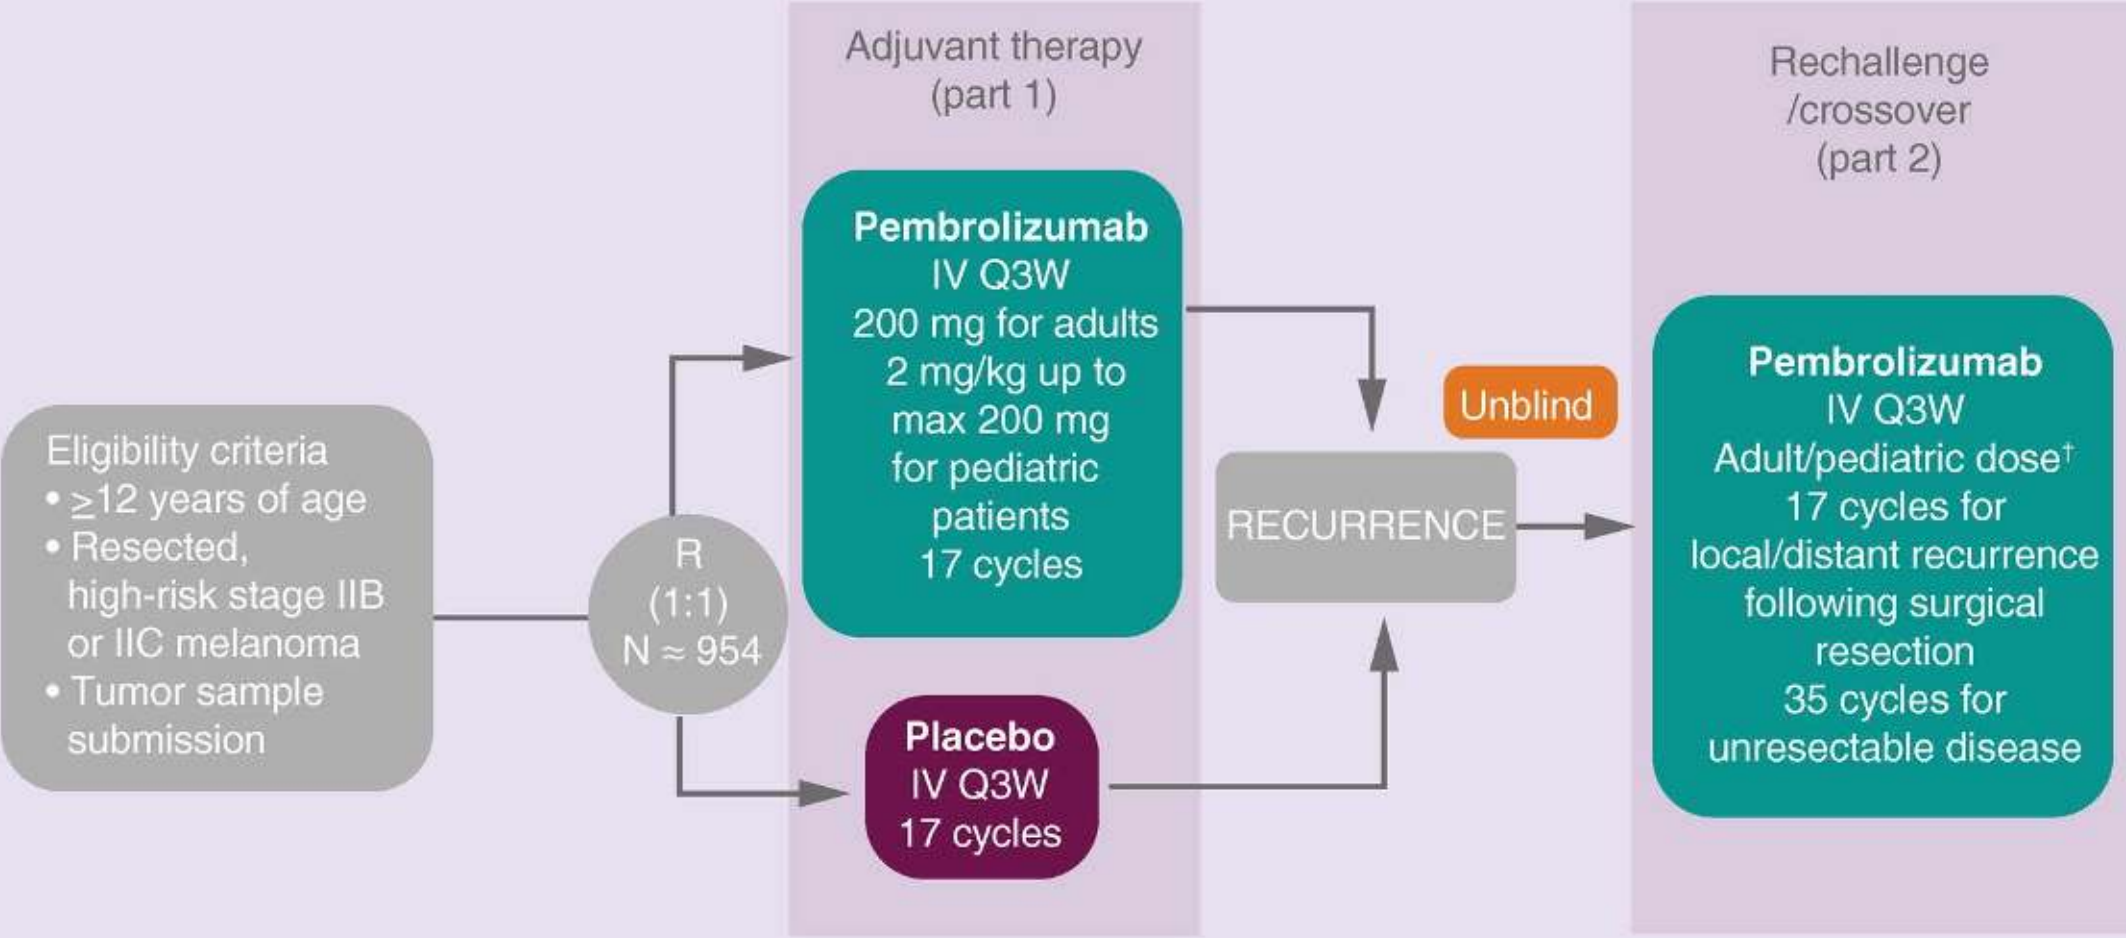 Adjuvant therapy
(part 1)
Rechallenge
/crossover
(part 2)
Eligibility criteria
• ≥12 years of age
• Resected,
high-risk stage IIB
or IIC melanoma
• Tumor sample
submission
R
(1:1)
N ≈ 954
Pembrolizumab
IV Q3W
200 mg for adults
2 mg/kg up to
max 200 mg
for pediatric
patients
17 cycles
Placebo
IV Q3W
17 cycles
RECURRENCE
Unblind
Pembrolizumab
IV Q3W
Adult/pediatric dose†
17 cycles for
local/distant recurrence
following surgical
resection
35 cycles for
unresectable disease